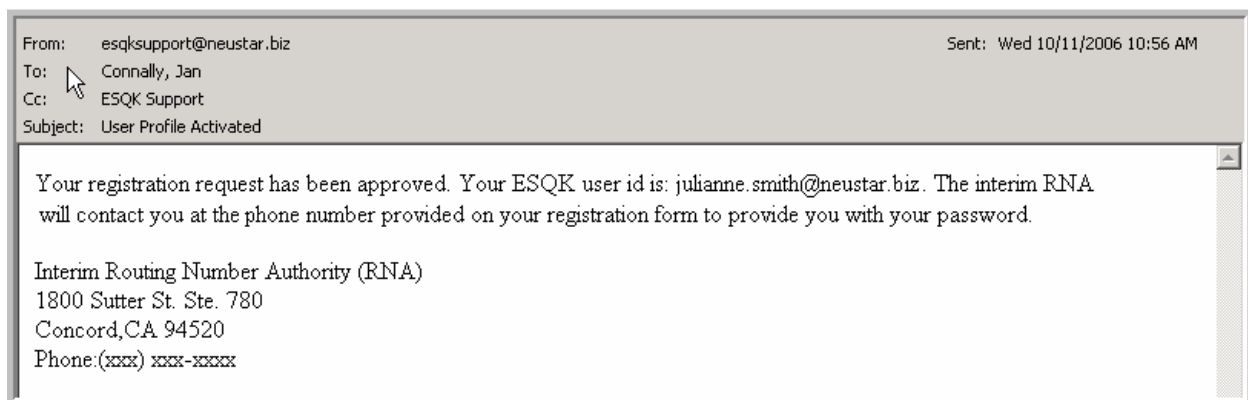 From: esqksupport@neustar.biz Sent: Wed 10/11/2006 10:56 AM
To: Connally, Jan
Cc: ESQK Support
Subject: User Profile Activated
Your registration request has been approved. Your ESQK user id is: julianne.smith@neustar.biz. The interim RNA
will contact you at the phone number provided on your registration form to provide you with your password.
Interim Routing Number Authority (RNA)
1800 Sutter St. Ste. 780
Concord,CA 94520
Phone:(xxx) xxx-xxxx